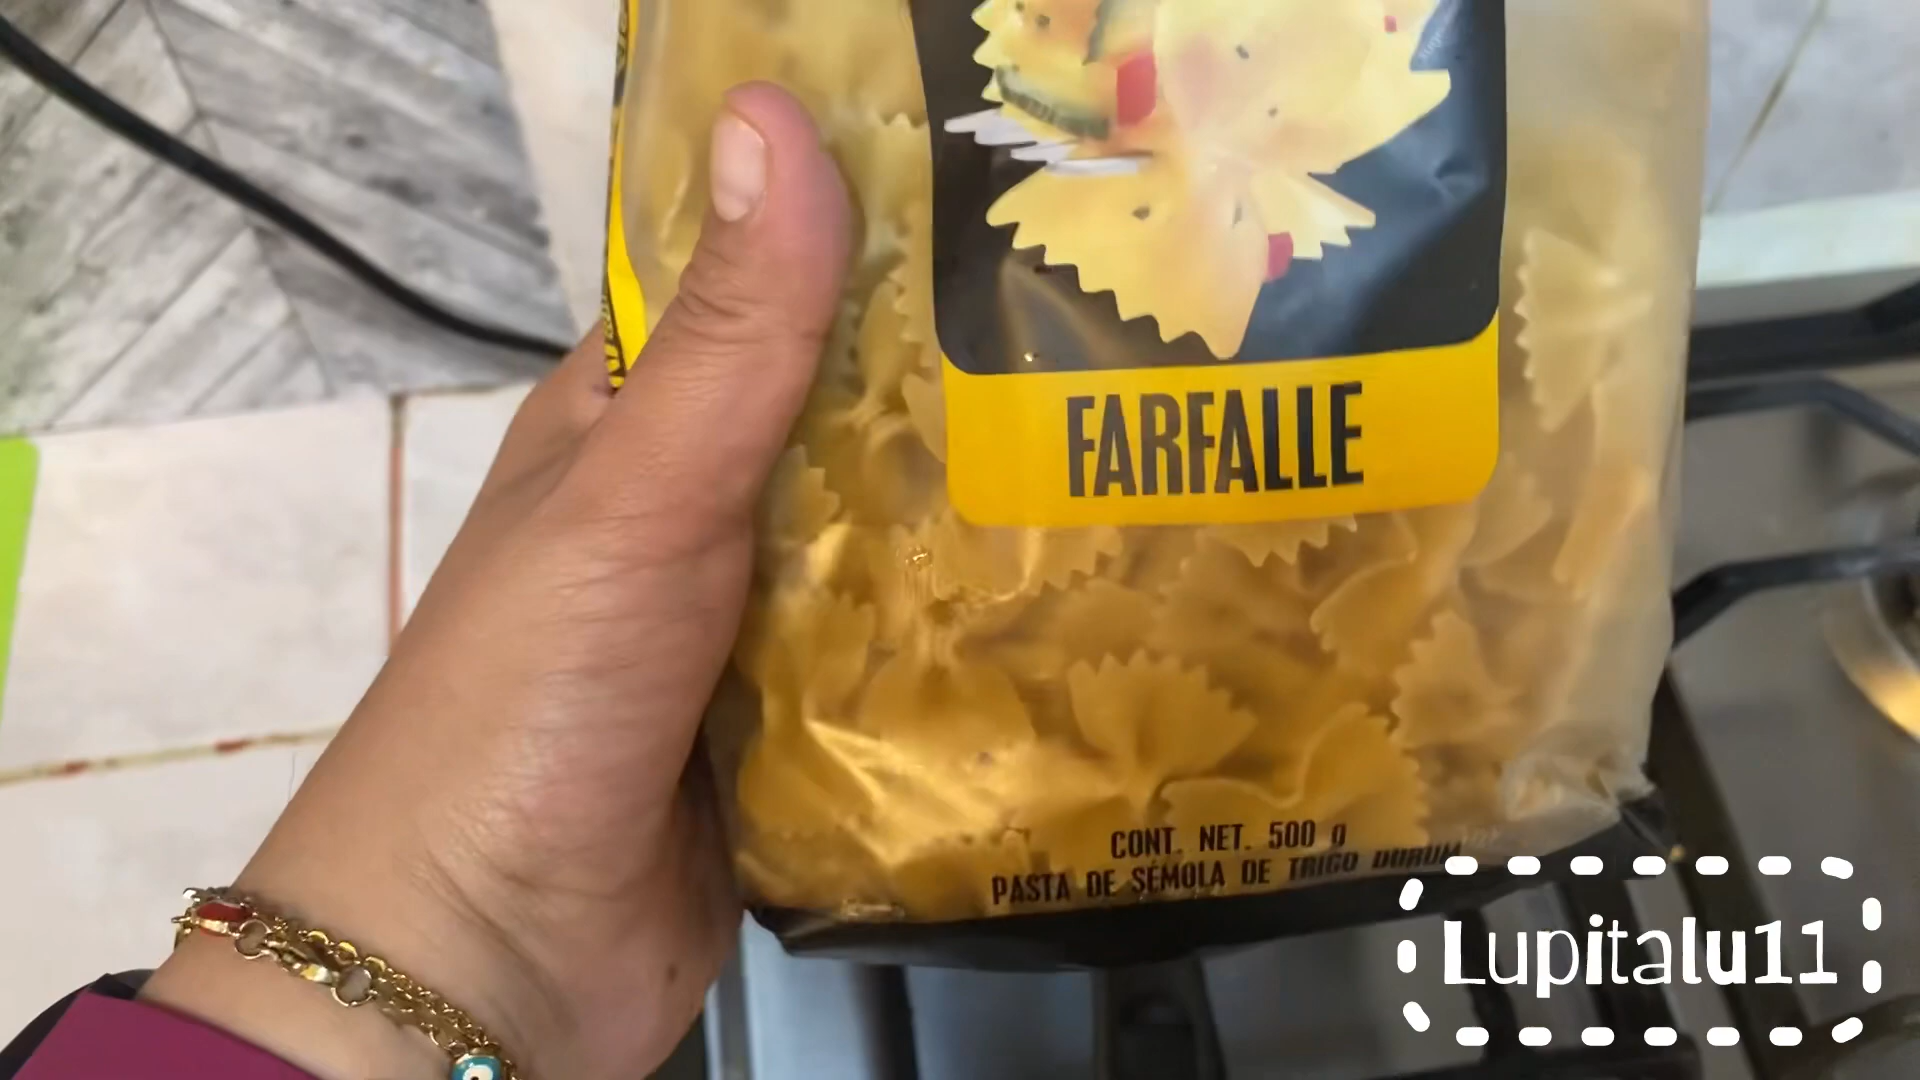 FARFALLE
CONT. NET. 500 g
PASTA DE SÉMOLA DE TRIGO DURUM
Lupitalu11